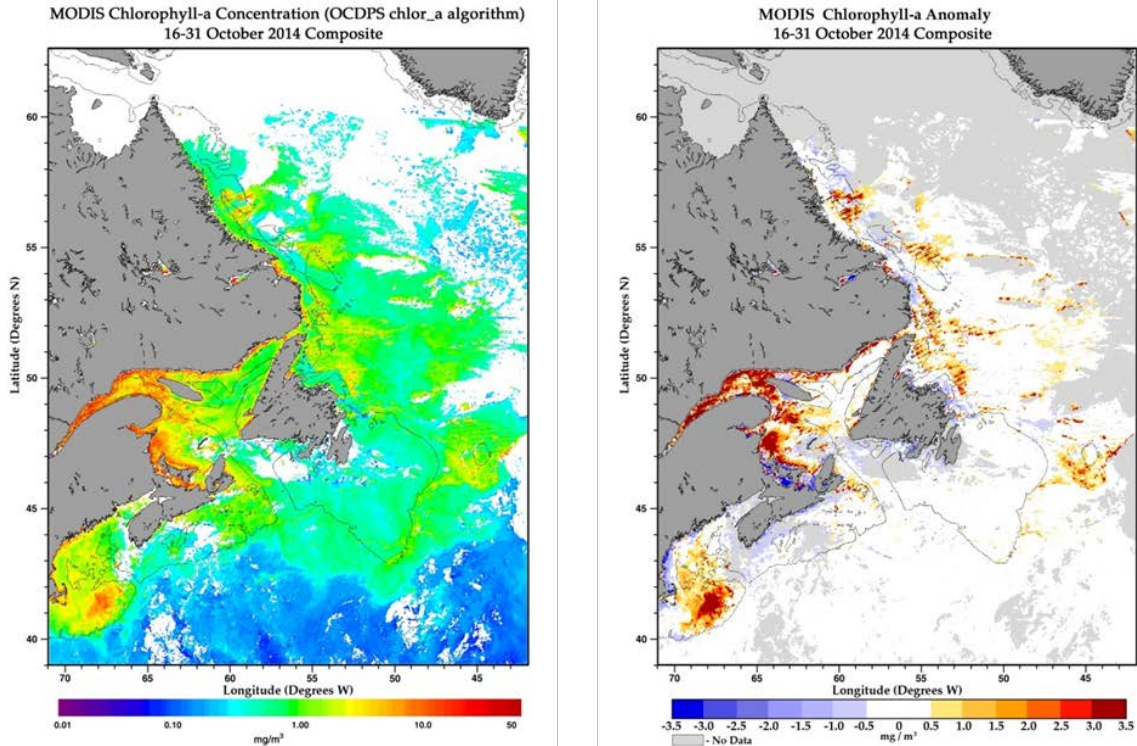 MODIS Chlorophyll-a Concentration (OCDPS chlor_a algorithm)
16-31 October 2014 Composite
60
55
50
45
40
Latitude (Degrees N)
70 65 60 55 50 45
Longitude (Degrees W)
0.01 0.10 1.00 10.0 50
mg/m³
MODIS Chlorophyll-a Anomaly
16-31 October 2014 Composite
60
55
50
45
40
Latitude (Degrees N)
70 65 60 55 50 45
Longitude (Degrees W)
-3.5 -3.0 -2.5 -2.0 -1.5 -1.0 -0.5 0 0.5 1.0 1.5 2.0 2.5 3.0 3.5
mg / m³
- No Data